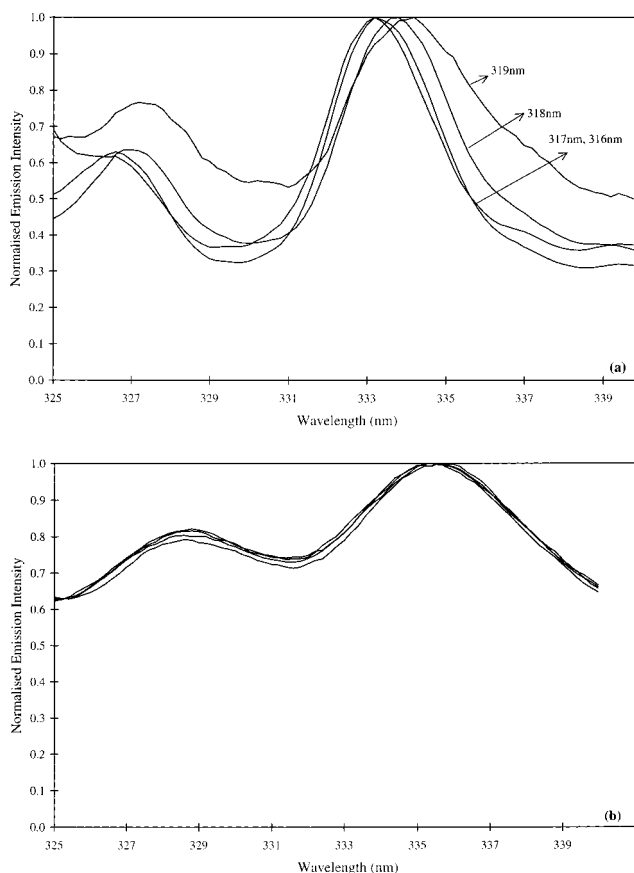 1.0
0.9
0.8
0.7
0.6
0.5
0.4
0.3
0.2
0.1
0.0
Normalised Emission Intensity
319nm
318nm
317nm, 316nm
(a)
325 327 329 331 333 335 337 339
Wavelength (nm)
1.0
0.9
0.8
0.7
0.6
0.5
0.4
0.3
0.2
0.1
0.0
Normalised Emission Intensity
(b)
325 327 329 331 333 335 337 339
Wavelength (nm)